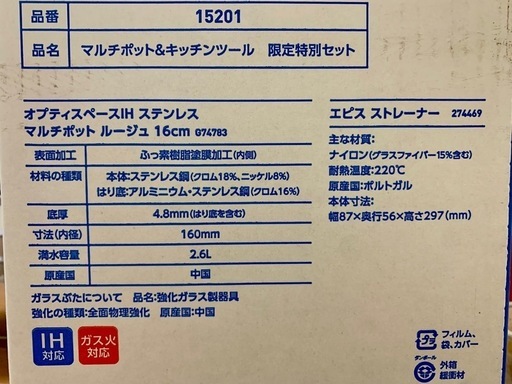 品番 15201
品名 マルチポット&キッチンツール 限定特別セット
オプティスペースIH ステンレス
マルチポット ルージュ 16cm G74783
表面加工 ふっ素樹脂塗膜加工(内側)
材料の種類 本体:ステンレス鋼(クロム18%、ニッケル8%)
はり底:アルミニウム・ステンレス鋼(クロム16%)
底厚 4.8mm(はり底を含む)
寸法(内径) 160mm
満水容量 2.6L
原産国 中国
ガラスぶたについて 品名:強化ガラス製器具
強化の種類:全面物理強化 原産国:中国
IH
対応
ガス火
対応
エピス ストレーナー 274469
主な材質:
ナイロン(グラスファイバー15%含む)
耐熱温度:220℃
原産国:ポルトガル
本体寸法:
幅87×奥行56×高さ297(mm)
プラ
フィルム、
袋、カバー
ダンボール
外箱
緩衝材